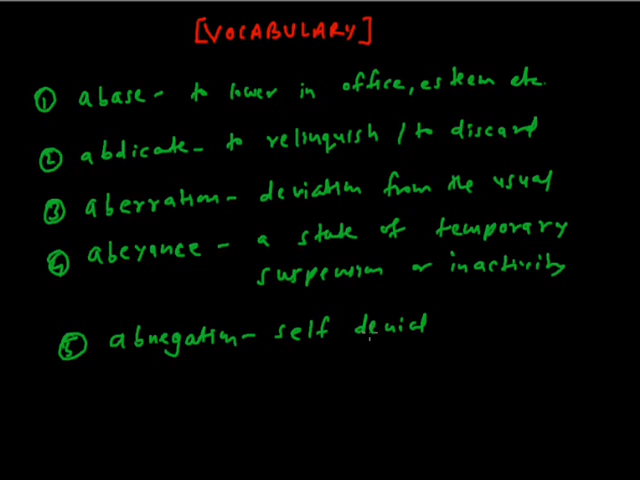 [VOCABULARY]
① abase - to lower in office, esteem etc.
② abdicate - to relinquish / to discard
③ aberration - deviation from the usual
④ abeyance - a state of temporary
suspension or inactivity
⑤ abnegation - self denial